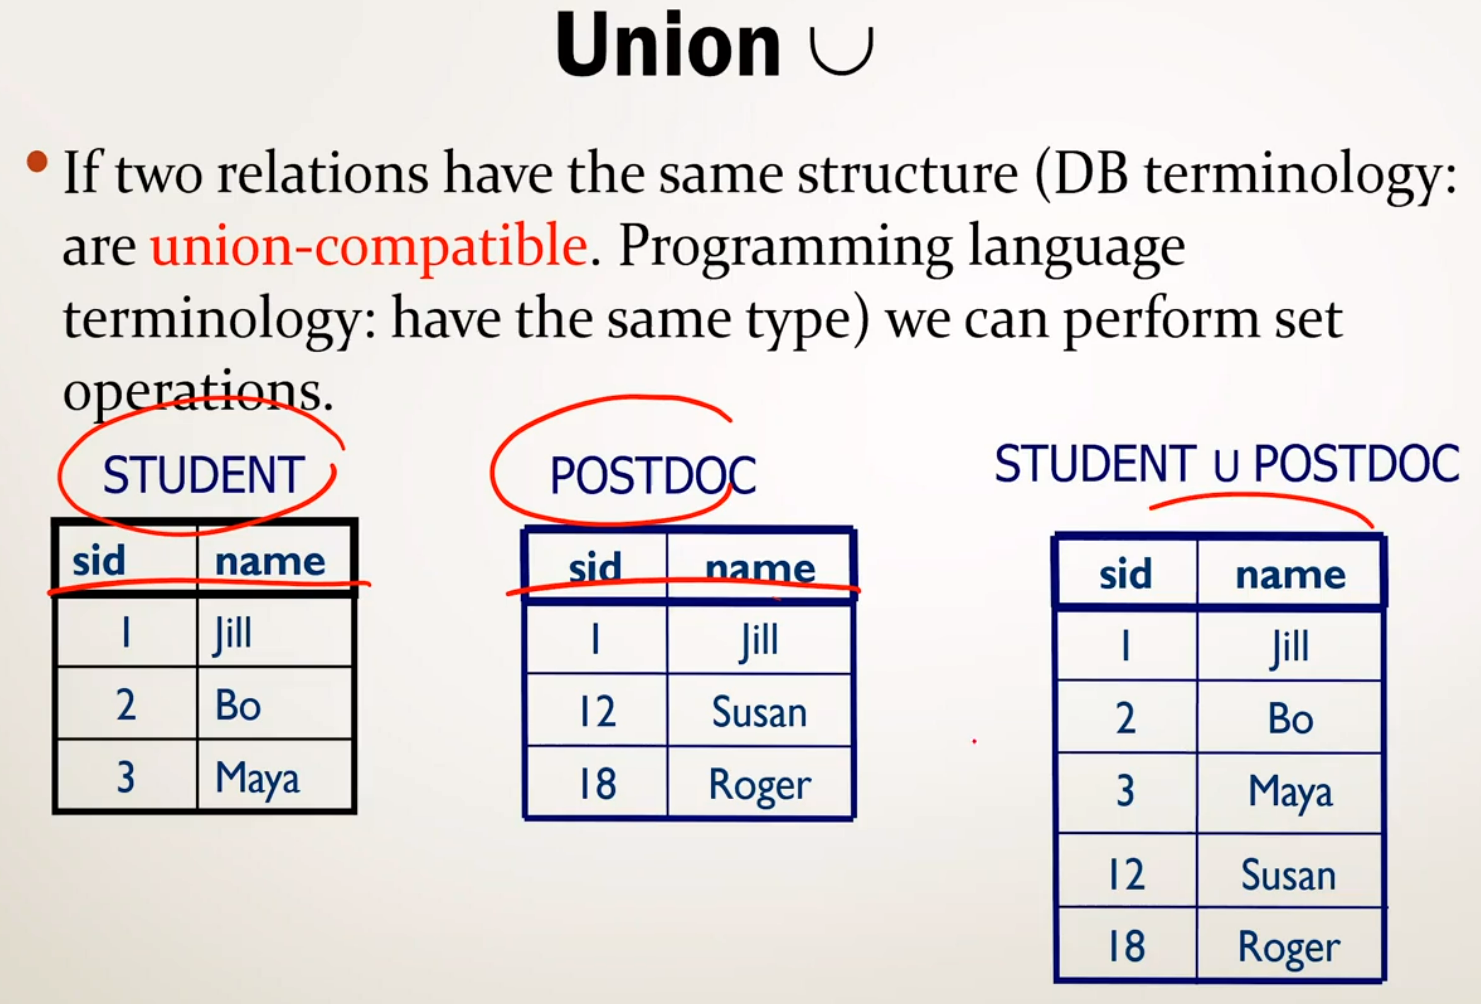 Union ∪
• If two relations have the same structure (DB terminology:
are union-compatible. Programming language
terminology: have the same type) we can perform set
operations.
STUDENT
sid name
1 Jill
2 Bo
3 Maya
POSTDOC
sid name
1 Jill
12 Susan
18 Roger
STUDENT ∪ POSTDOC
sid name
1 Jill
2 Bo
3 Maya
12 Susan
18 Roger